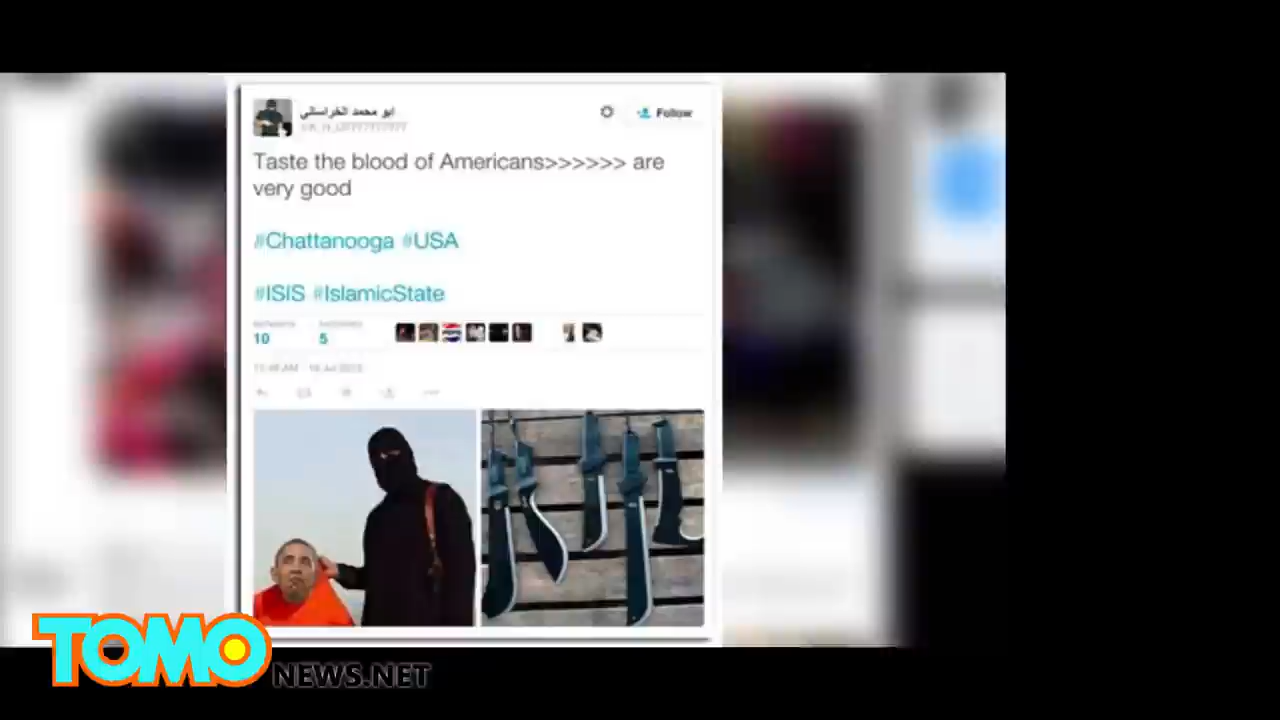 ابو محمد الخراساني
Follow
Taste the blood of Americans>>>>>> are
very good
#Chattanooga #USA
#ISIS #IslamicState
10 5
TOMO
NEWS.NET